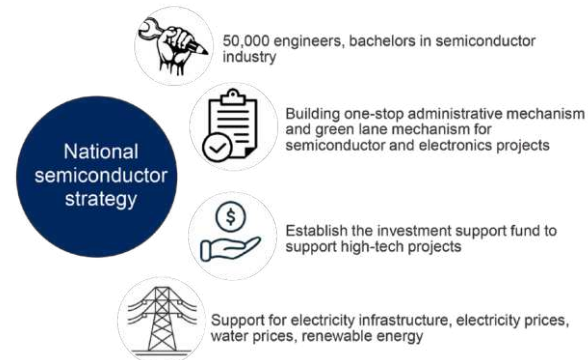 50,000 engineers, bachelors in semiconductor
industry
Building one-stop administrative mechanism
and green lane mechanism for
semiconductor and electronics projects
National
semiconductor
strategy
$
Establish the investment support fund to
support high-tech projects
Support for electricity infrastructure, electricity prices,
water prices, renewable energy